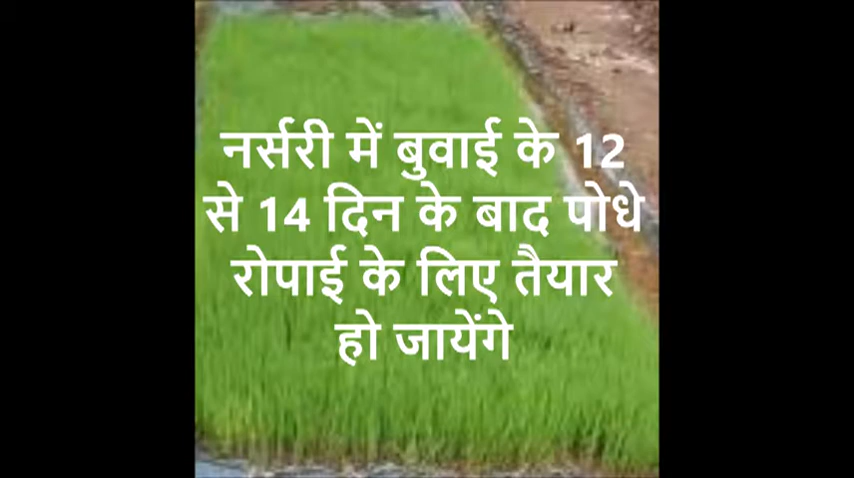 नर्सरी में बुवाई के 12
से 14 दिन के बाद पोधे
रोपाई के लिए तैयार
हो जायेंगे